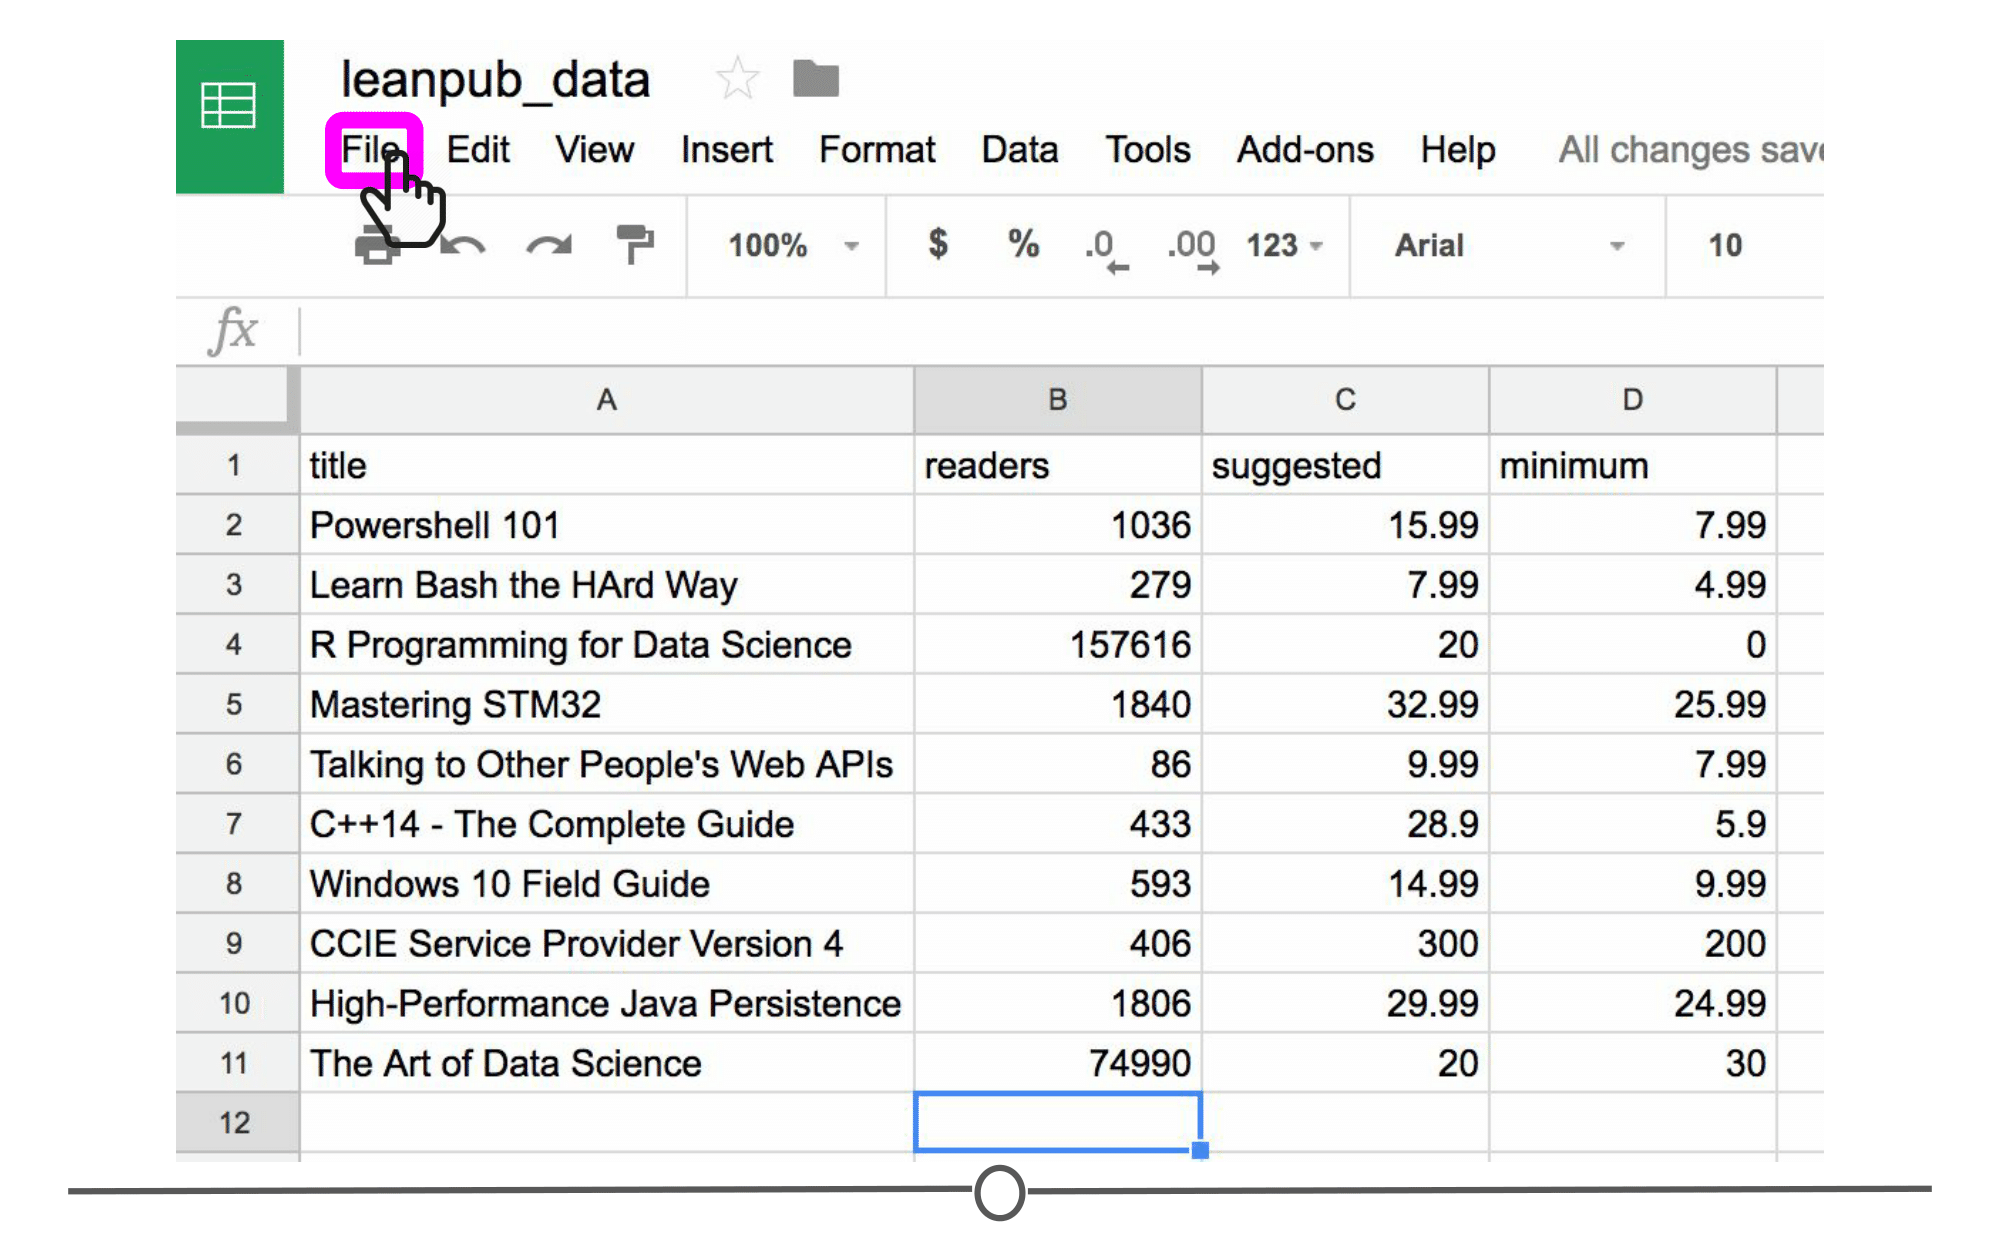 leanpub_data
File Edit View Insert Format Data Tools Add-ons Help All changes save
100% $ % .0 .00 123 Arial 10
fx
A B C D
1 title readers suggested minimum
2 Powershell 101 1036 15.99 7.99
3 Learn Bash the HArd Way 279 7.99 4.99
4 R Programming for Data Science 157616 20 0
5 Mastering STM32 1840 32.99 25.99
6 Talking to Other People's Web APIs 86 9.99 7.99
7 C++14 - The Complete Guide 433 28.9 5.9
8 Windows 10 Field Guide 593 14.99 9.99
9 CCIE Service Provider Version 4 406 300 200
10 High-Performance Java Persistence 1806 29.99 24.99
11 The Art of Data Science 74990 20 30
12